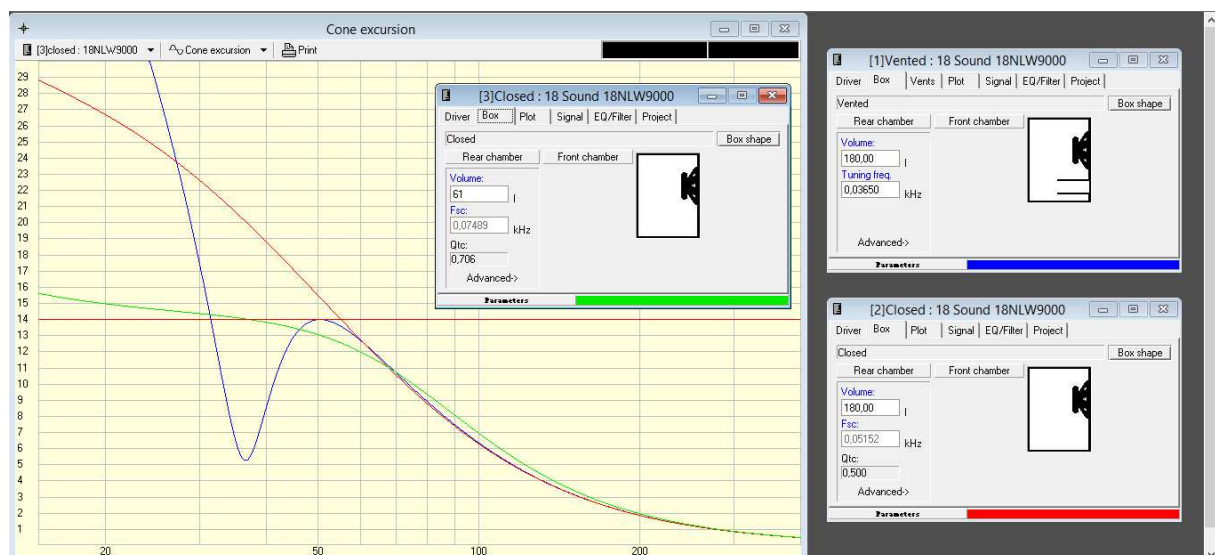 Cone excursion
[3]closed : 18NLW9000 Cone excursion Print
29
28
27
26
25
24
23
22
21
20
19
18
17
16
15
14
13
12
11
10
9
8
7
6
5
4
3
2
1
20 50 100 200
[3]Closed : 18 Sound 18NLW9000
Driver Box Plot Signal EQ/Filter Project
Closed Box shape
Rear chamber Front chamber
Volume:
61 l
Fsc:
0,07489 kHz
Qtc:
0,706
Advanced->
Parameters
[1]Vented : 18 Sound 18NLW9000
Driver Box Vents Plot Signal EQ/Filter Project
Vented Box shape
Rear chamber Front chamber
Volume:
180,00 l
Tuning freq.
0,03650 kHz
Advanced->
Parameters
[2]Closed : 18 Sound 18NLW9000
Driver Box Plot Signal EQ/Filter Project
Closed Box shape
Rear chamber Front chamber
Volume:
180,00 l
Fsc:
0,05152 kHz
Qtc:
0,500
Advanced->
Parameters